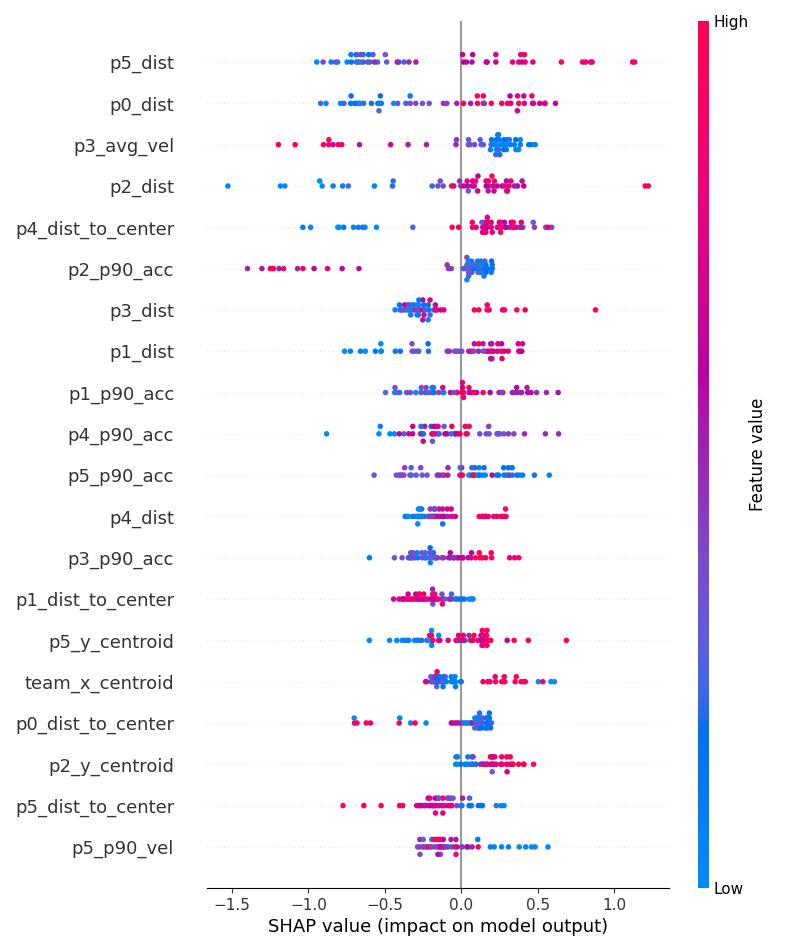 High
p5_dist
p0_dist
p3_avg_vel
p2_dist
p4_dist_to_center
p2_p90_acc
p3_dist
p1_dist
p1_p90_acc
p4_p90_acc
p5_p90_acc
p4_dist
p3_p90_acc
p1_dist_to_center
p5_y_centroid
team_x_centroid
p0_dist_to_center
p2_y_centroid
p5_dist_to_center
p5_p90_vel
Feature value
Low
−1.5 −1.0 −0.5 0.0 0.5 1.0
SHAP value (impact on model output)